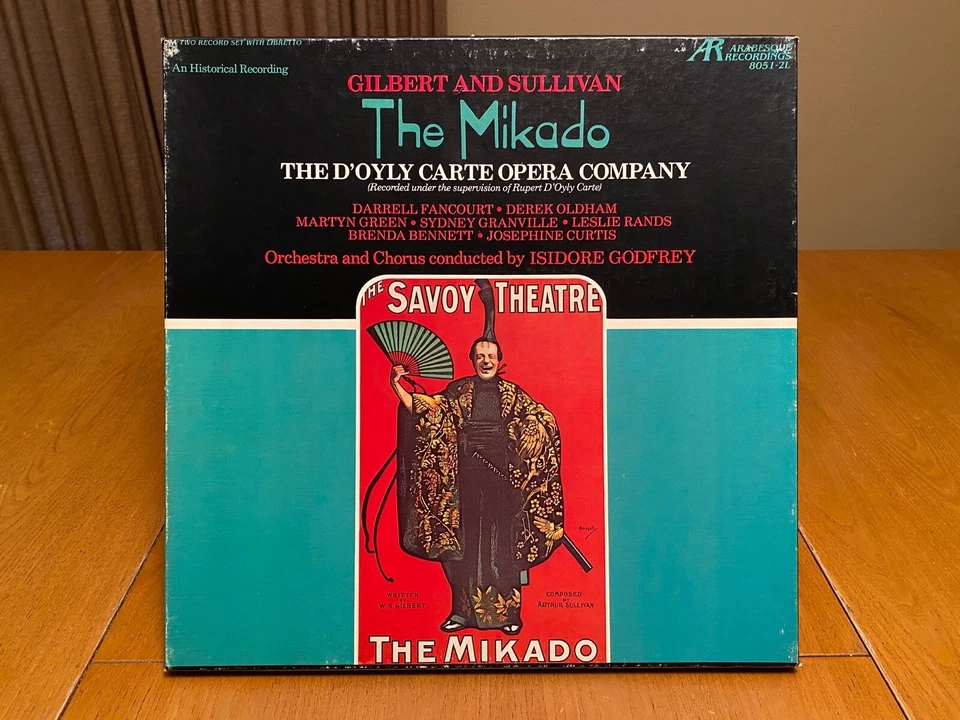 A TWO RECORD SET WITH LIBRETTO
An Historical Recording
AR ARABESQUE
RECORDINGS
8051-2L
GILBERT AND SULLIVAN
The Mikado
THE D'OYLY CARTE OPERA COMPANY
(Recorded under the supervision of Rupert D'Oyly Carte)
DARRELL FANCOURT • DEREK OLDHAM
MARTYN GREEN • SYDNEY GRANVILLE • LESLIE RANDS
BRENDA BENNETT • JOSEPHINE CURTIS
Orchestra and Chorus conducted by ISIDORE GODFREY
THE SAVOY THEATRE
WRITTEN
BY
W.S. GILBERT
COMPOSED
BY
ARTHUR SULLIVAN
THE MIKADO